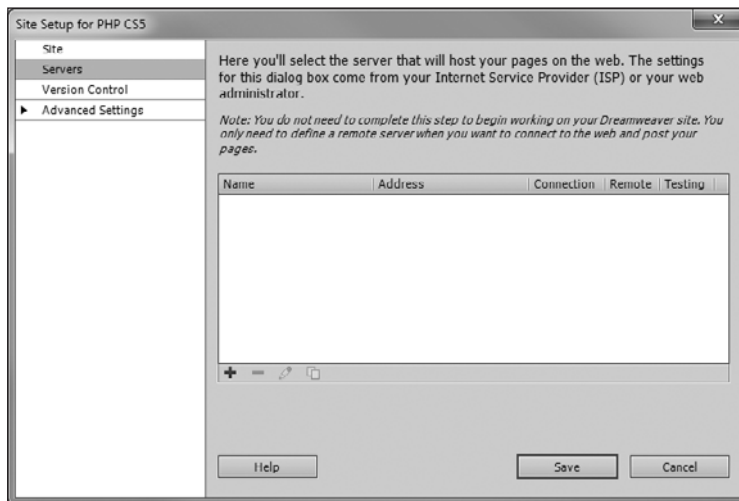 Site Setup for PHP CS5
Site
Servers
Version Control
Advanced Settings
Here you'll select the server that will host your pages on the web. The settings
for this dialog box come from your Internet Service Provider (ISP) or your web
administrator.
Note: You do not need to complete this step to begin working on your Dreamweaver site. You
only need to define a remote server when you want to connect to the web and post your
pages.
Name Address Connection Remote Testing
Help Save Cancel